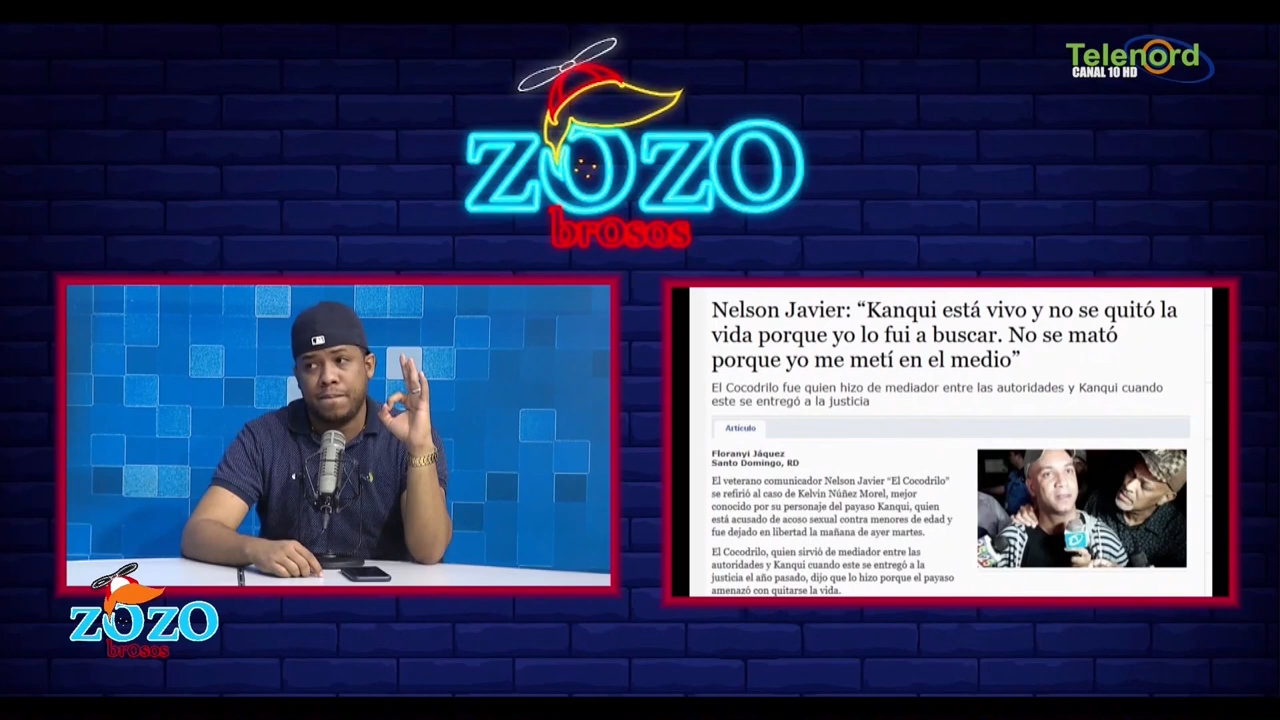 Telenord
CANAL 10 HD
ZOZO
brosos
Nelson Javier: “Kanqui está vivo y no se quitó la
vida porque yo lo fui a buscar. No se mató
porque yo me metí en el medio”
El Cocodrilo fue quien hizo de mediador entre las autoridades y Kanqui cuando
este se entregó a la justicia
Artículo
Floranyi Jáquez
Santo Domingo, RD
El veterano comunicador Nelson Javier “El Cocodrilo”
se refirió al caso de Kelvin Núñez Morel, mejor
conocido por su personaje del payaso Kanqui, quien
está acusado de acoso sexual contra menores de edad y
fue dejado en libertad la mañana de ayer martes.
El Cocodrilo, quien sirvió de mediador entre las
autoridades y Kanqui cuando este se entregó a la
justicia el año pasado, dijo que lo hizo porque el payaso
amenazó con quitarse la vida.
ZOZO
brosos